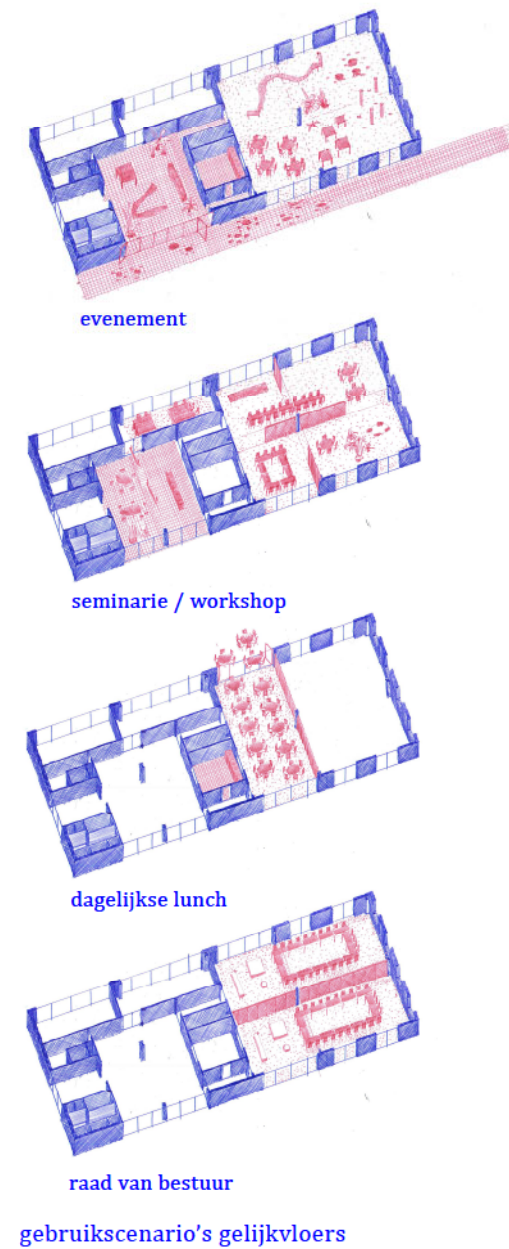 evenement
seminarie / workshop
dagelijkse lunch
raad van bestuur
gebruikscenario's gelijkvloers